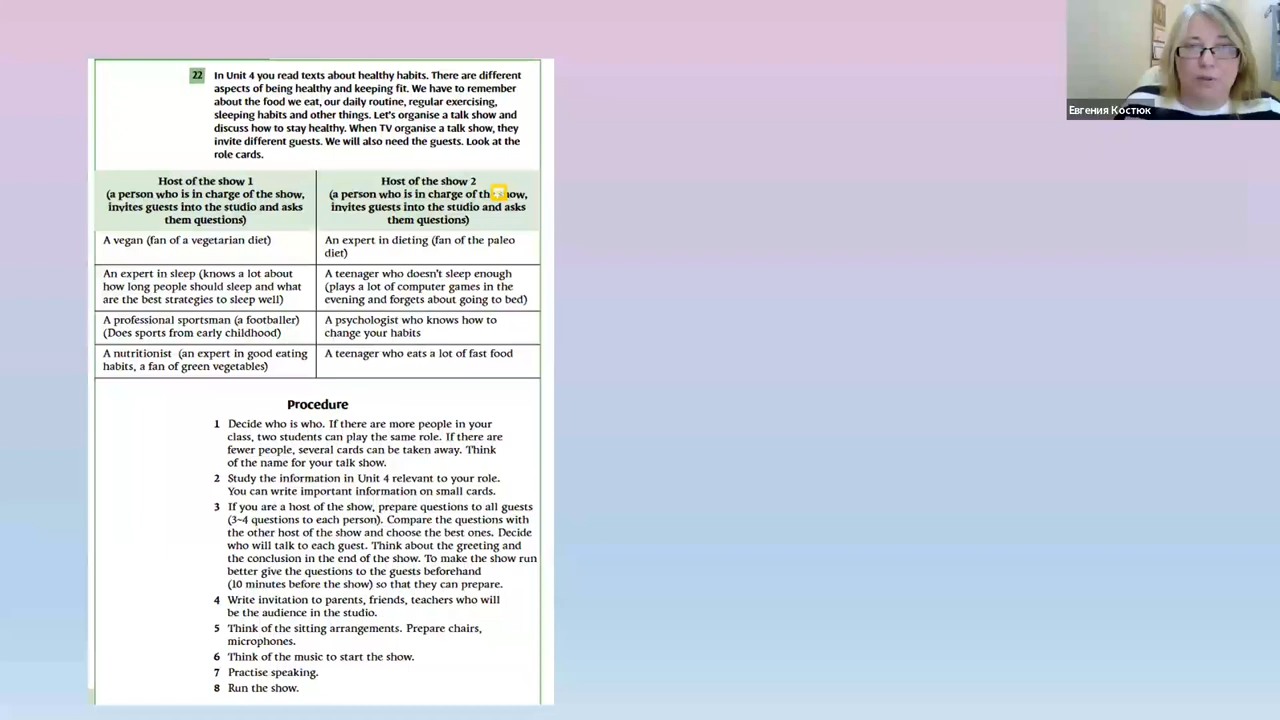 22 In Unit 4 you read texts about healthy habits. There are different
aspects of being healthy and keeping fit. We have to remember
about the food we eat, our daily routine, regular exercising,
sleeping habits and other things. Let's organise a talk show and
discuss how to stay healthy. When TV organise a talk show, they
invite different guests. We will also need the guests. Look at the
role cards.
Host of the show 1
(a person who is in charge of the show,
invites guests into the studio and asks
them questions)
Host of the show 2
(a person who is in charge of the show,
invites guests into the studio and asks
them questions)
A vegan (fan of a vegetarian diet)
An expert in dieting (fan of the paleo
diet)
An expert in sleep (knows a lot about
how long people should sleep and what
are the best strategies to sleep well)
A teenager who doesn't sleep enough
(plays a lot of computer games in the
evening and forgets about going to bed)
A professional sportsman (a footballer)
(Does sports from early childhood)
A psychologist who knows how to
change your habits
A nutritionist (an expert in good eating
habits, a fan of green vegetables)
A teenager who eats a lot of fast food
Procedure
1 Decide who is who. If there are more people in your
class, two students can play the same role. If there are
fewer people, several cards can be taken away. Think
of the name for your talk show.
2 Study the information in Unit 4 relevant to your role.
You can write important information on small cards.
3 If you are a host of the show, prepare questions to all guests
(3–4 questions to each person). Compare the questions with
the other host of the show and choose the best ones. Decide
who will talk to each guest. Think about the greeting and
the conclusion in the end of the show. To make the show run
better give the questions to the guests beforehand
(10 minutes before the show) so that they can prepare.
4 Write invitation to parents, friends, teachers who will
be the audience in the studio.
5 Think of the sitting arrangements. Prepare chairs,
microphones.
6 Think of the music to start the show.
7 Practise speaking.
8 Run the show.
Евгения Костюк